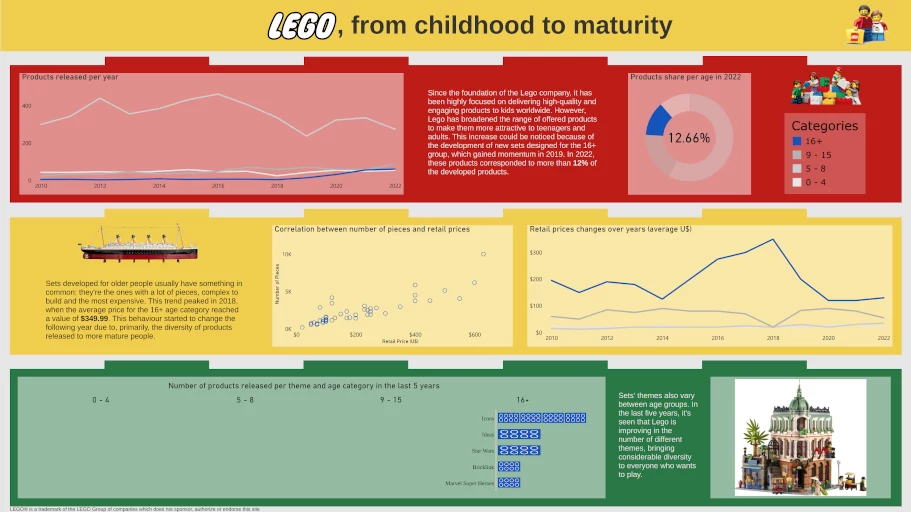 LEGO, from childhood to maturity
Products released per year
400
200
0
2010
2012
2014
2016
2018
2020
2022
Since the foundation of the Lego company, it has
been highly focused on delivering high-quality and
engaging products to kids worldwide. However,
Lego has broadened the range of offered products
to make them more attractive to teenagers and
adults. This increase could be noticed because of
the development of new sets designed for the 16+
group, which gained momentum in 2019. In 2022,
these products corresponded to more than 12% of
the developed products.
Products share per age in 2022
12.66%
Categories
16+
9 - 15
5 - 8
0 - 4
Sets developed for older people usually have something in
common: they're the ones with a lot of pieces, complex to
build and the most expensive. This trend peaked in 2018,
when the average price for the 16+ age category reached
a value of $349.99. This behaviour started to change the
following year due to, primarily, the diversity of products
released to more mature people.
Correlation between number of pieces and retail prices
Number of Pieces
10K
5K
0K
$0
$200
$400
$600
Retail Price (U$)
Retail prices changes over years (average U$)
$300
$200
$100
$0
2010
2012
2014
2016
2018
2020
2022
Number of products released per theme and age category in the last 5 years
0 - 4
5 - 8
9 - 15
16+
Icons
Ideas
Star Wars
Bricklink
Marvel Super Heroes
Sets' themes also vary
between age groups. In
the last five years, it's
seen that Lego is
improving in the
number of different
themes, bringing
considerable diversity
to everyone who wants
to play.
LEGO® is a trademark of the LEGO Group of companies which does not sponsor, authorize or endorse this site